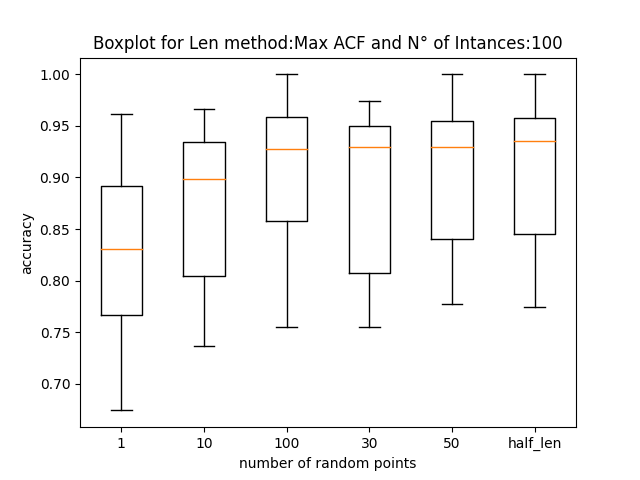 Boxplot for Len method:Max ACF and N° of Intances:100
1.00
0.95
0.90
0.85
0.80
0.75
0.70
accuracy
1 10 100 30 50 half_len
number of random points